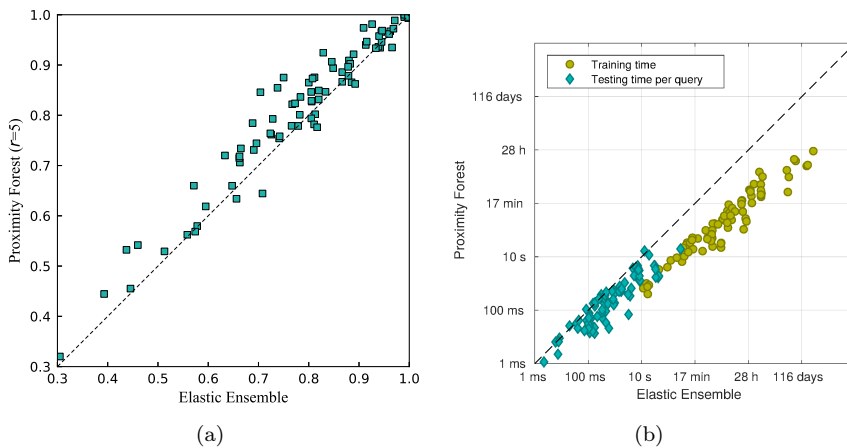 1.0
0.9
0.8
0.7
0.6
0.5
0.4
0.3
Proximity Forest (r=5)
0.3 0.4 0.5 0.6 0.7 0.8 0.9 1.0
Elastic Ensemble
(a)
Training time
Testing time per query
116 days
28 h
17 min
10 s
100 ms
1 ms
Proximity Forest
1 ms 100 ms 10 s 17 min 28 h 116 days
Elastic Ensemble
(b)